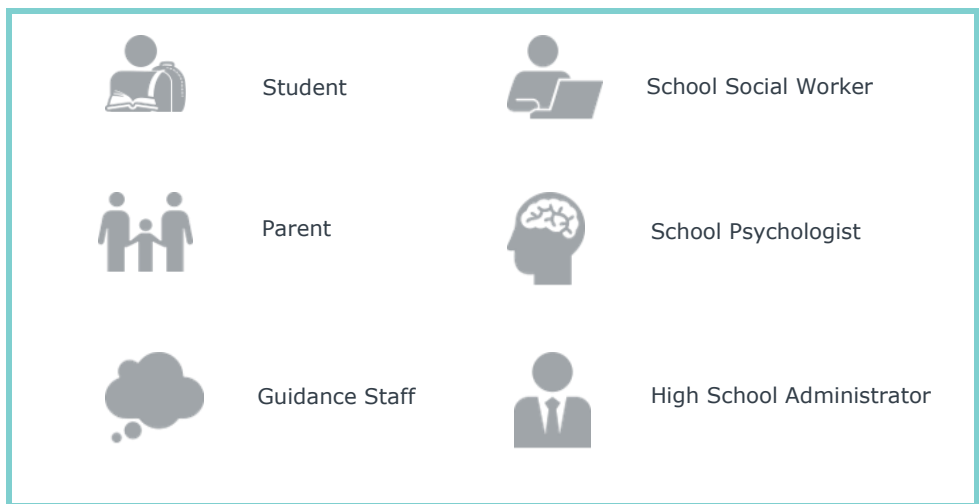 Student
School Social Worker
Parent
School Psychologist
Guidance Staff
High School Administrator